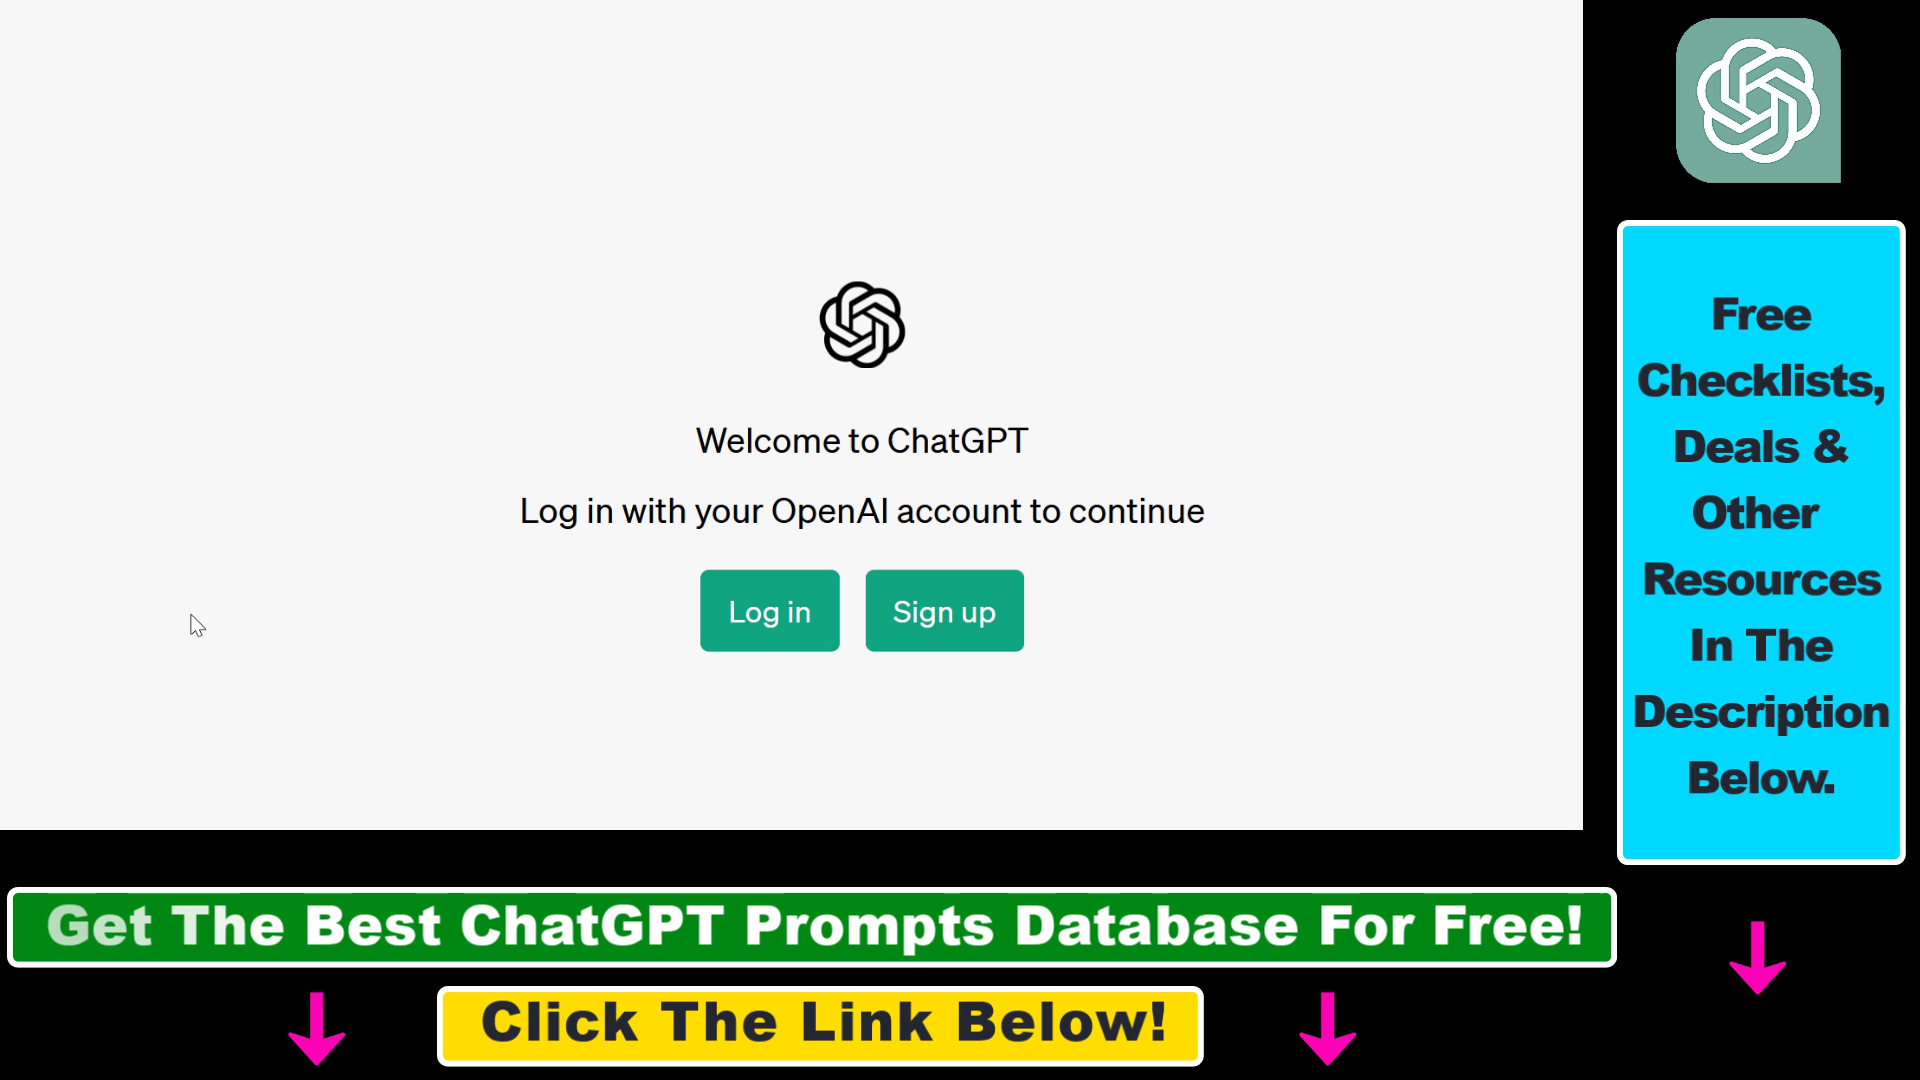 Welcome to ChatGPT
Log in with your OpenAI account to continue
Log in
Sign up
Free
Checklists,
Deals &
Other
Resources
In The
Description
Below.
Get The Best ChatGPT Prompts Database For Free!
Click The Link Below!